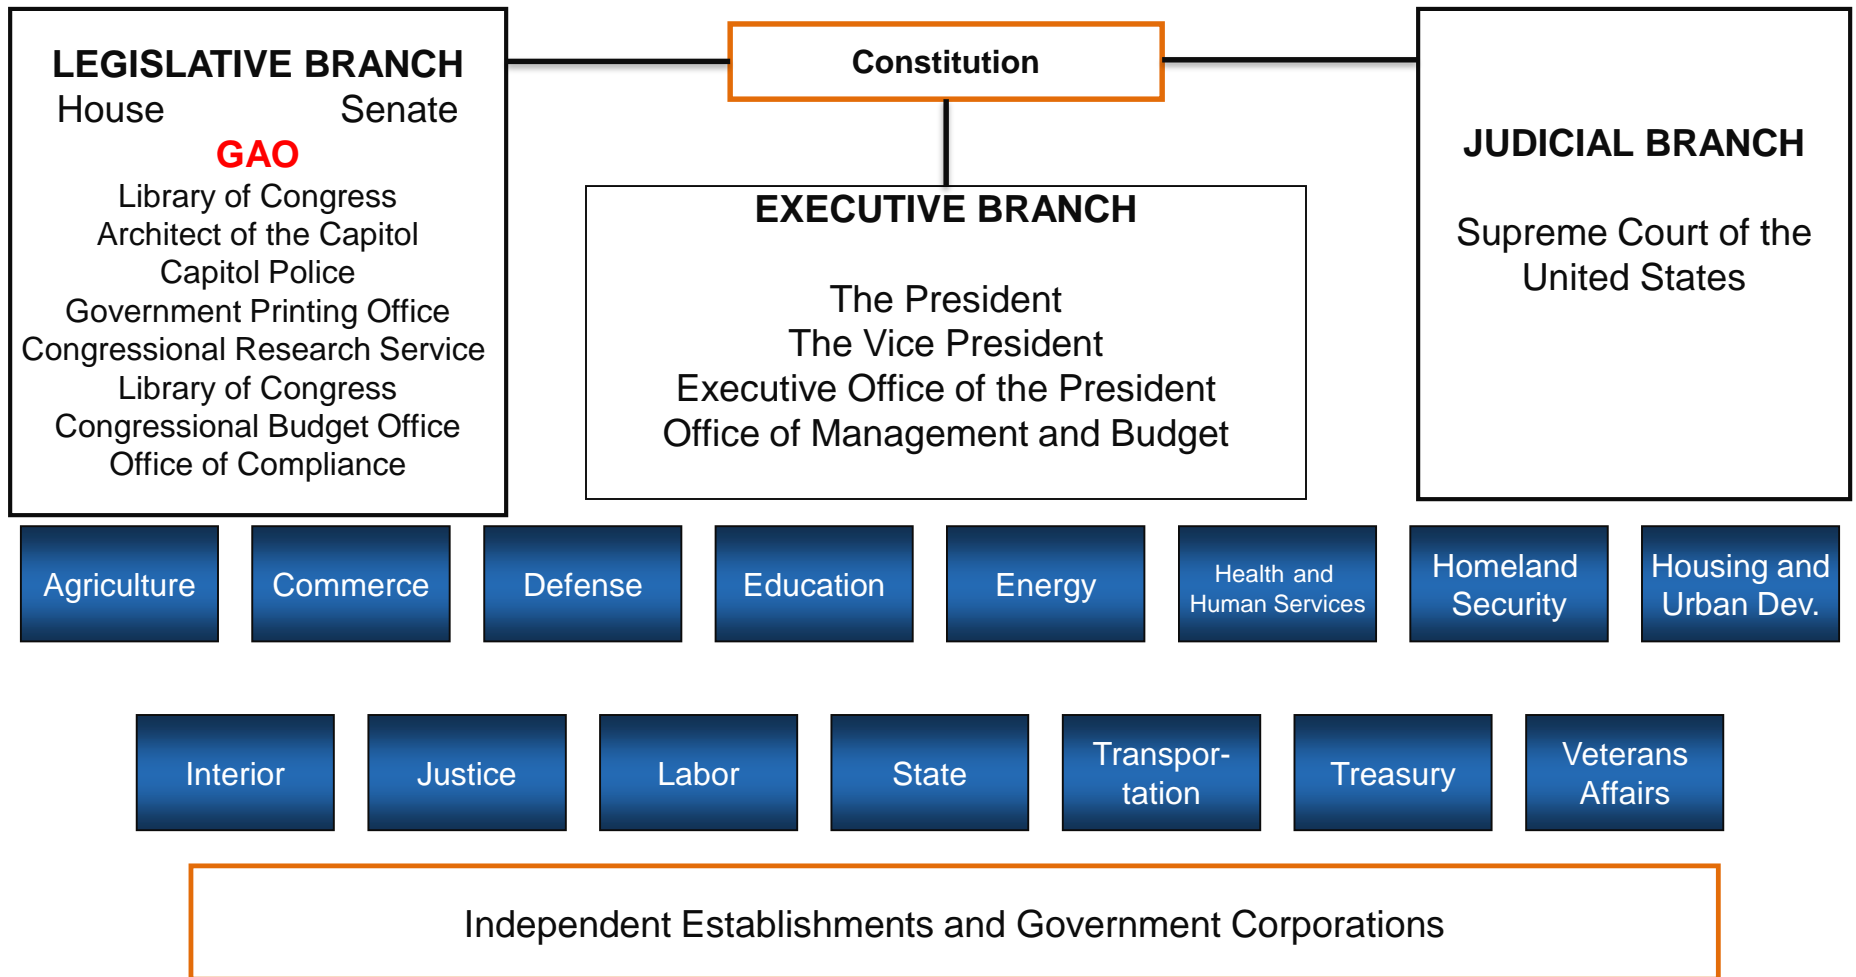 LEGISLATIVE BRANCH
House Senate
GAO
Library of Congress
Architect of the Capitol
Capitol Police
Government Printing Office
Congressional Research Service
Library of Congress
Congressional Budget Office
Office of Compliance
Constitution
EXECUTIVE BRANCH
The President
The Vice President
Executive Office of the President
Office of Management and Budget
JUDICIAL BRANCH
Supreme Court of the
United States
Agriculture
Commerce
Defense
Education
Energy
Health and
Human Services
Homeland
Security
Housing and
Urban Dev.
Interior
Justice
Labor
State
Transpor-
tation
Treasury
Veterans
Affairs
Independent Establishments and Government Corporations